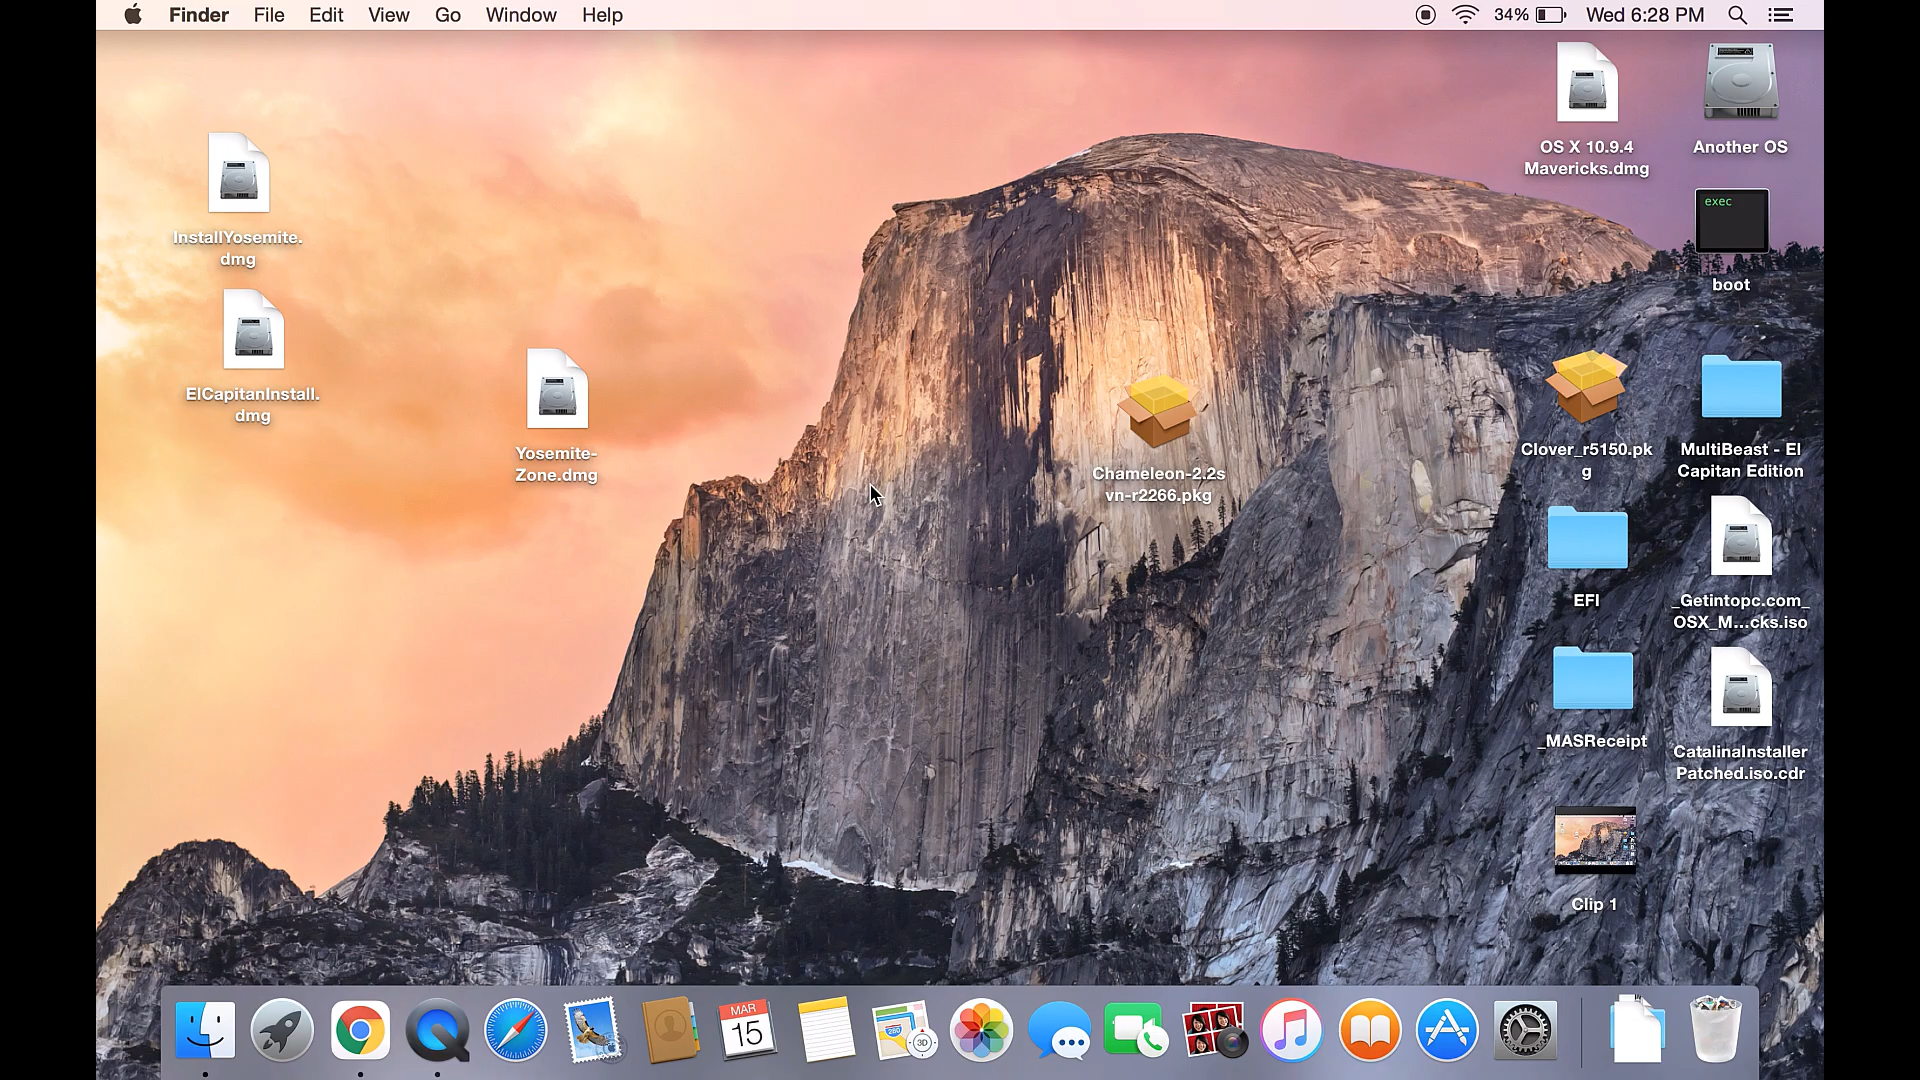 Finder File Edit View Go Window Help 34% Wed 6:28 PM
OS X 10.9.4
Mavericks.dmg
Another OS
InstallYosemite.
dmg
exec
boot
ElCapitanInstall.
dmg
Yosemite-
Zone.dmg
Chameleon-2.2s
vn-r2266.pkg
Clover_r5150.pk
g
MultiBeast - El
Capitan Edition
EFI
_Getintopc.com_
OSX_M...cks.iso
_MASReceipt
CatalinaInstaller
Patched.iso.cdr
Clip 1
MAR
15
280
3D